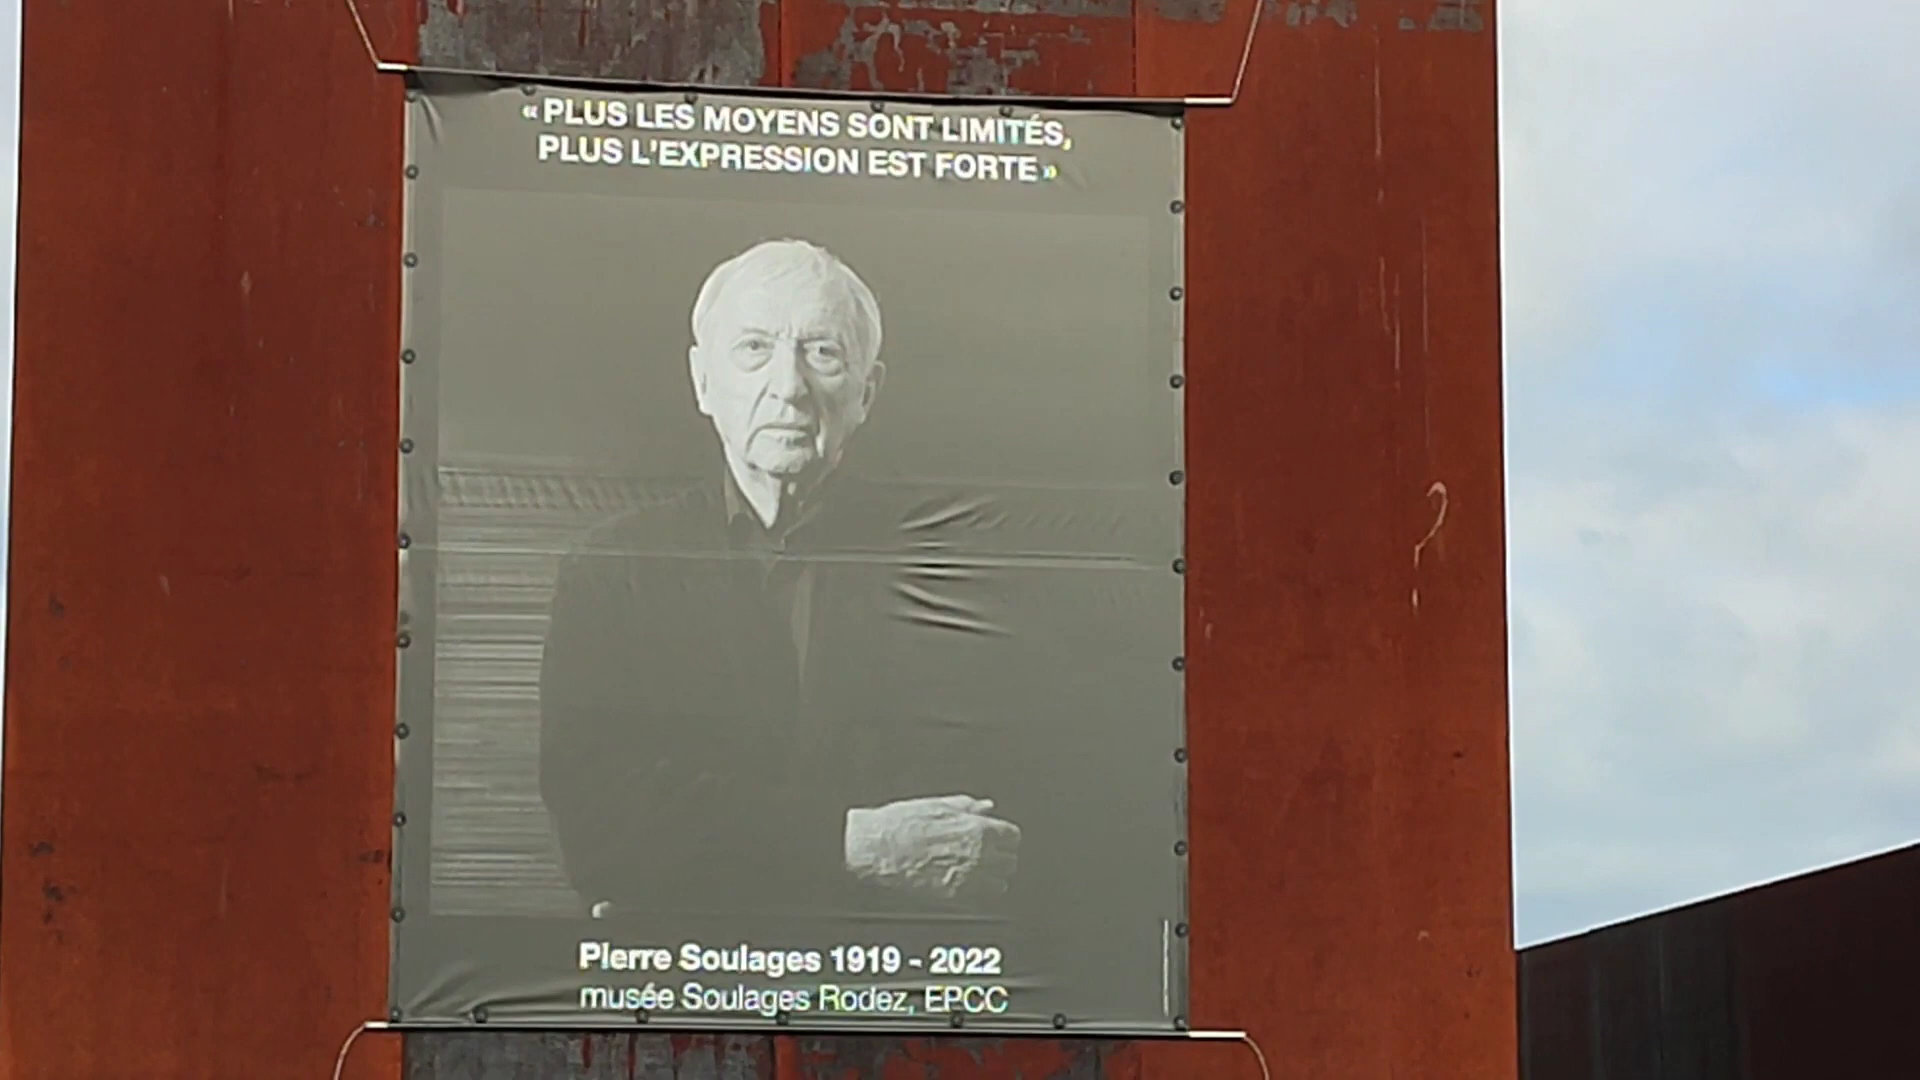 « PLUS LES MOYENS SONT LIMITÉS,
PLUS L'EXPRESSION EST FORTE »
Pierre Soulages 1919 - 2022
musée Soulages Rodez, EPCC